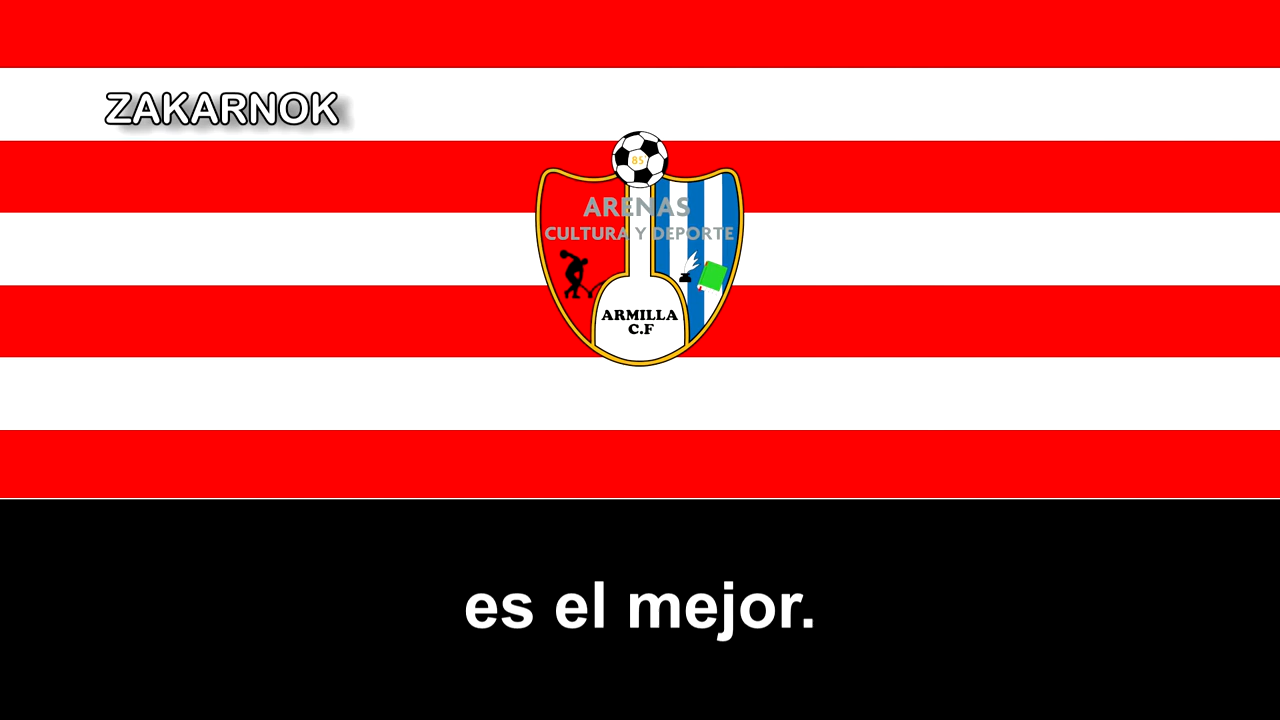 ZAKARNOK
85
ARENAS
CULTURA Y DEPORTE
ARMILLA
C.F
es el mejor.